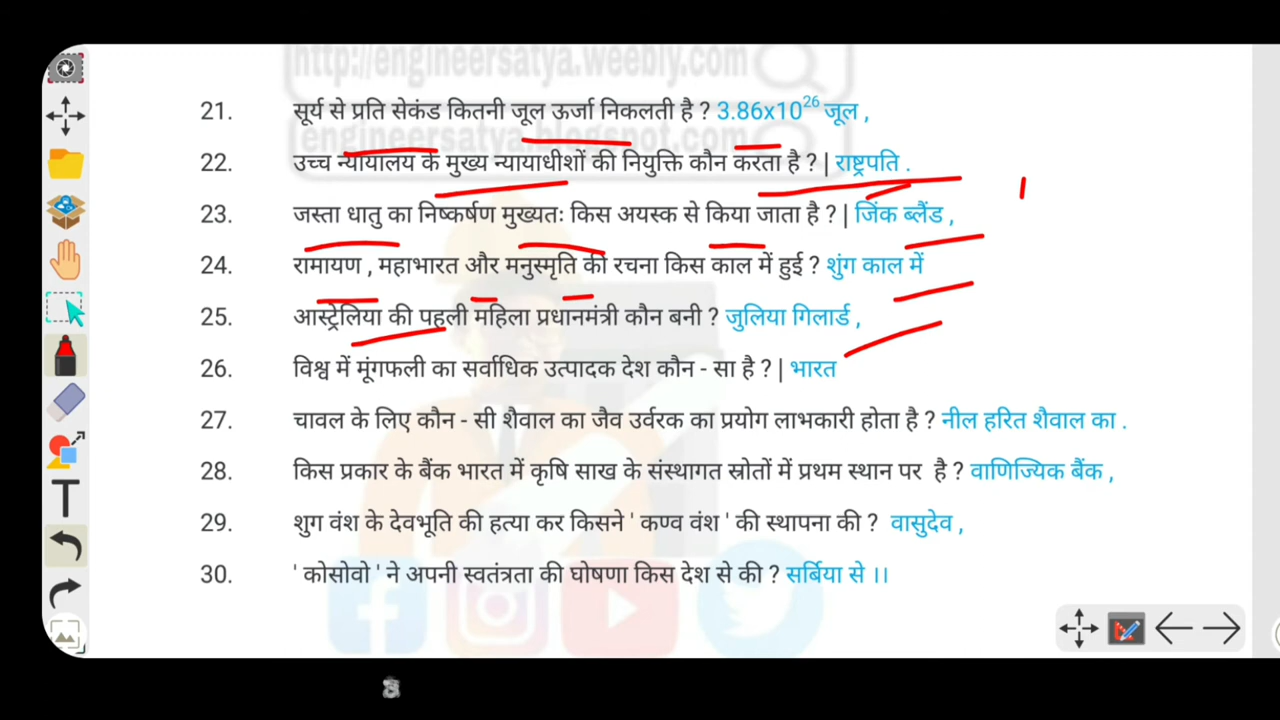 http://engineersatya.weebly.com
21. सूर्य से प्रति सेकंड कितनी जूल ऊर्जा निकलती है ? 3.86x10²⁶ जूल ,
engineersatya.blogspot.com
22. उच्च न्यायालय के मुख्य न्यायाधीशों की नियुक्ति कौन करता है ? | राष्ट्रपति .
23. जस्ता धातु का निष्कर्षण मुख्यतः किस अयस्क से किया जाता है ? | जिंक ब्लैंड ,
24. रामायण , महाभारत और मनुस्मृति की रचना किस काल में हुई ? शुंग काल में
25. आस्ट्रेलिया की पहली महिला प्रधानमंत्री कौन बनी ? जुलिया गिलार्ड ,
26. विश्व में मूंगफली का सर्वाधिक उत्पादक देश कौन - सा है ? | भारत
27. चावल के लिए कौन - सी शैवाल का जैव उर्वरक का प्रयोग लाभकारी होता है ? नील हरित शैवाल का .
28. किस प्रकार के बैंक भारत में कृषि साख के संस्थागत स्रोतों में प्रथम स्थान पर है ? वाणिज्यिक बैंक ,
29. शुग वंश के देवभूति की हत्या कर किसने ' कण्व वंश ' की स्थापना की ? वासुदेव ,
30. ' कोसोवो ' ने अपनी स्वतंत्रता की घोषणा किस देश से की ? सर्बिया से ।।